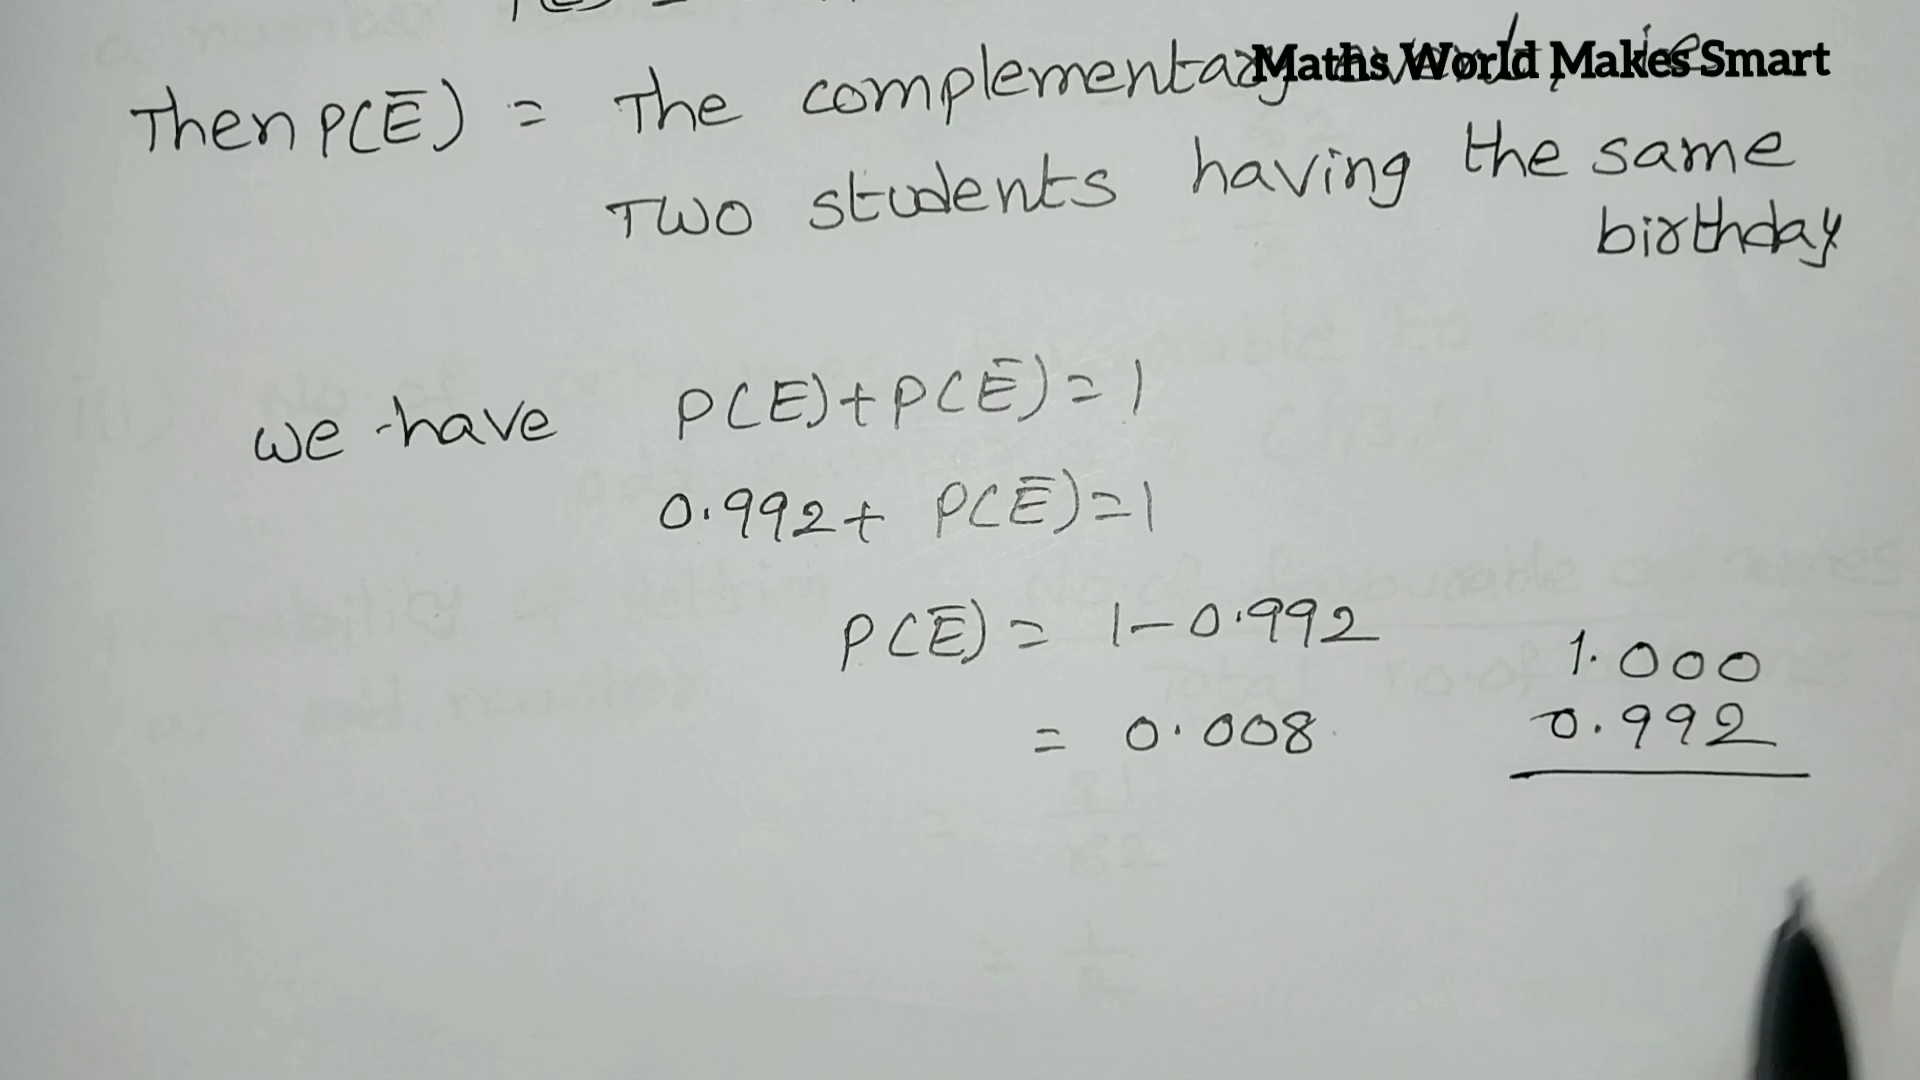 Then P(Ē) = The complementary
Maths World Makes Smart
Two students having the same
birthday
we have P(E)+P(Ē)=1
0.992+ P(Ē)=1
P(Ē) = 1-0.992
= 0.008
1.000
0.992